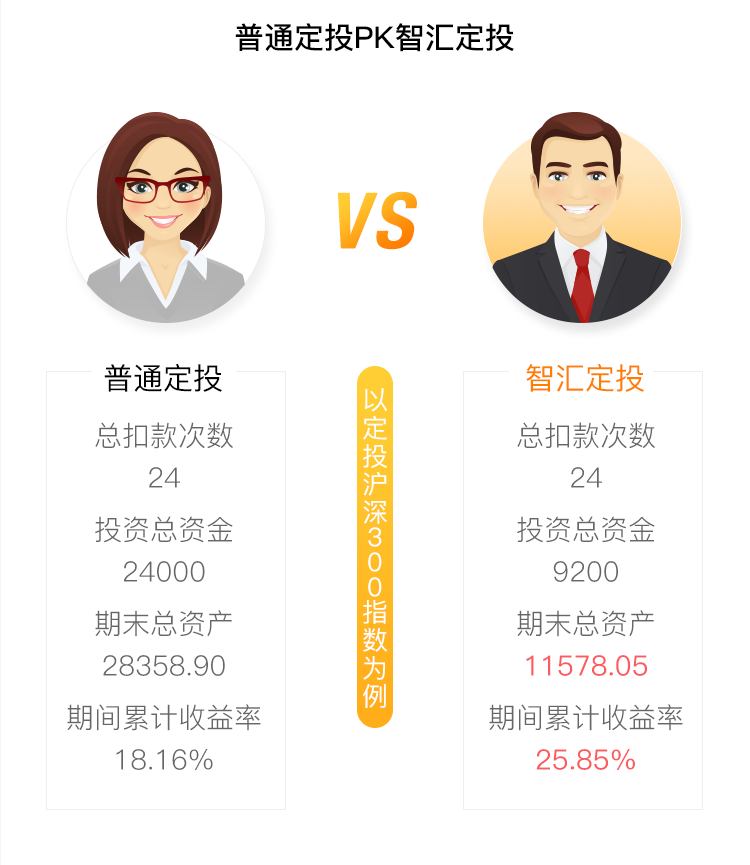 普通定投PK智汇定投
VS
普通定投
总扣款次数
24
投资总资金
24000
期末总资产
28358.90
期间累计收益率
18.16%
以定投沪深300指数为例
智汇定投
总扣款次数
24
投资总资金
9200
期末总资产
11578.05
期间累计收益率
25.85%